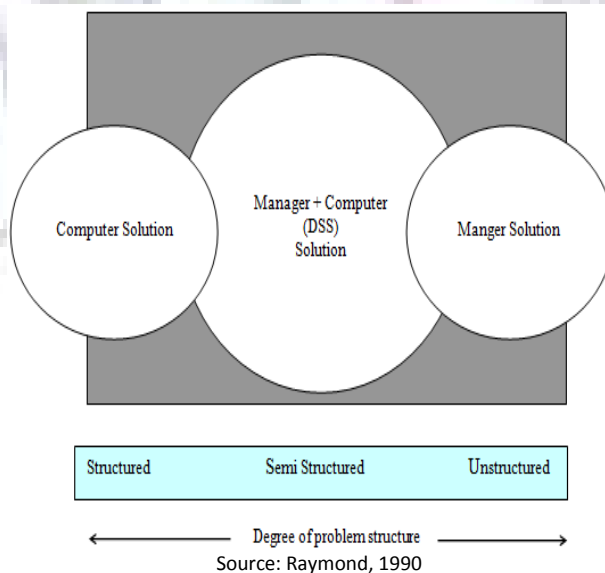 Computer Solution
Manager + Computer
(DSS)
Solution
Manger Solution
Structured
Semi Structured
Unstructured
Degree of problem structure
Source: Raymond, 1990